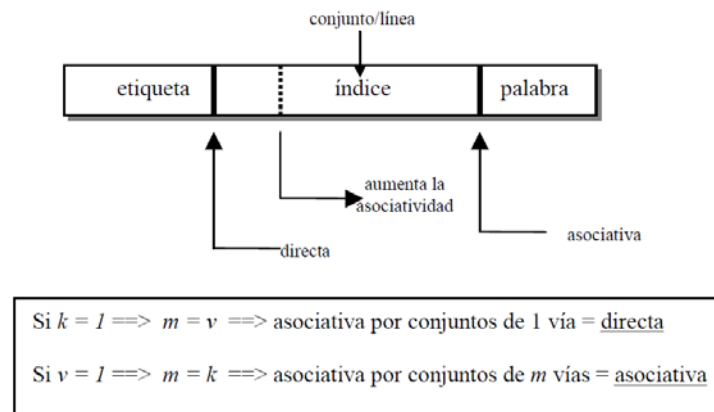 conjunto/línea
etiqueta índice palabra
aumenta la
asociatividad
directa
asociativa
Si k = 1 ==> m = v ==> asociativa por conjuntos de 1 vía = directa
Si v = 1 ==> m = k ==> asociativa por conjuntos de m vías = asociativa